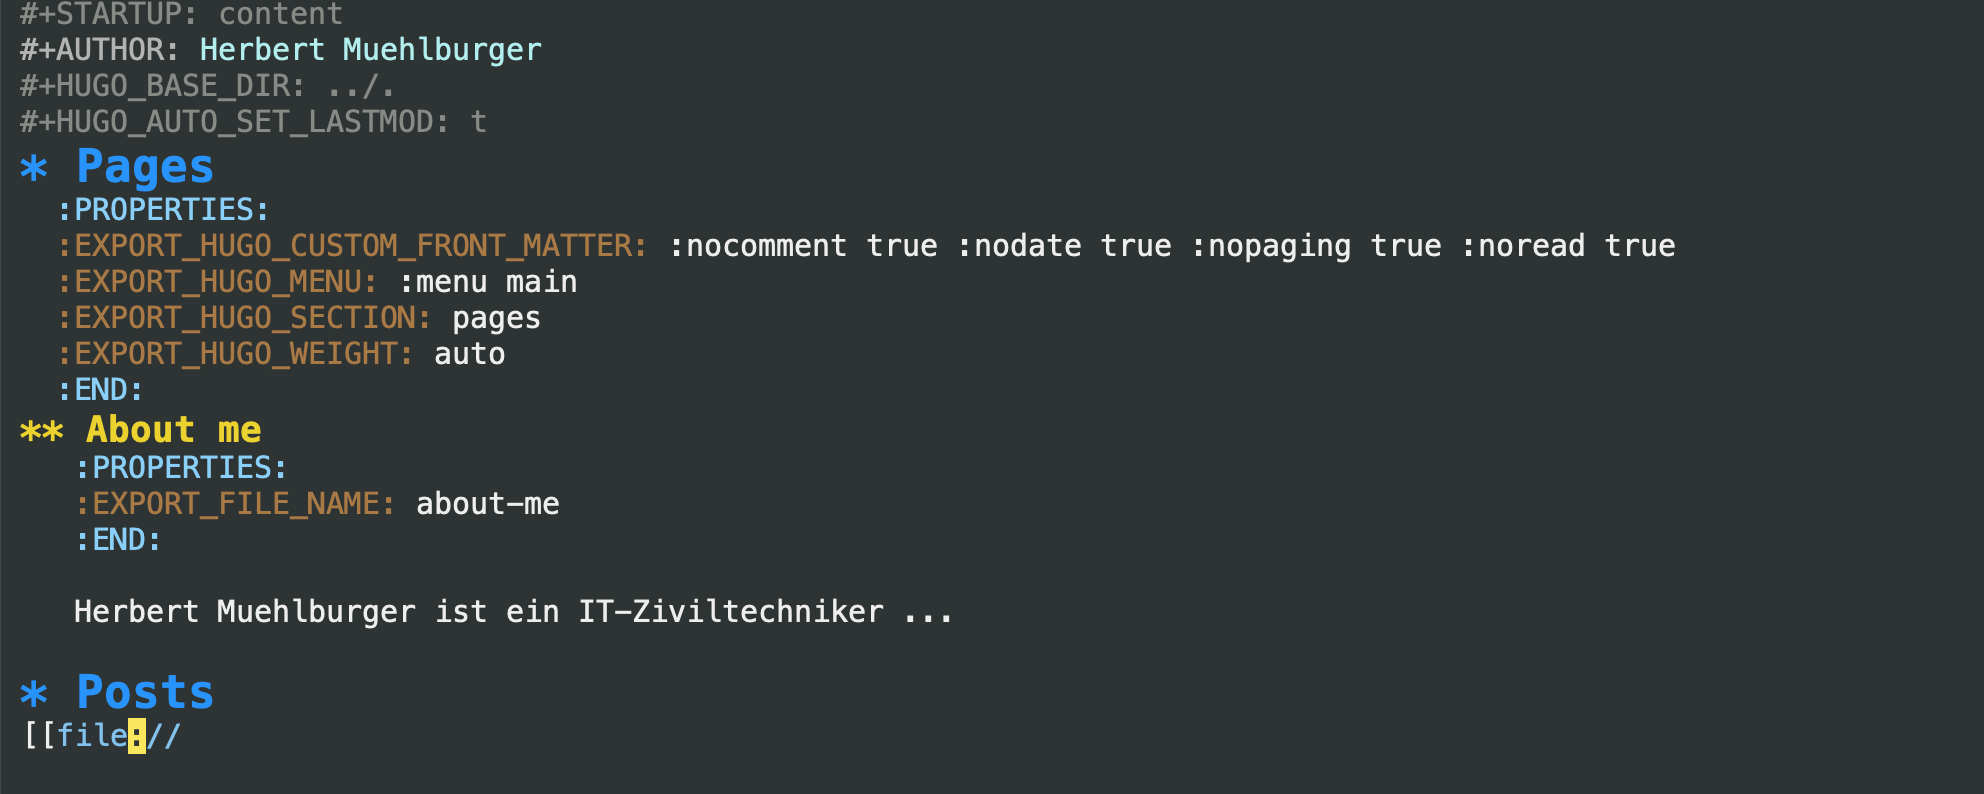 #+STARTUP: content
#+AUTHOR: Herbert Muehlburger
#+HUGO_BASE_DIR: ../.
#+HUGO_AUTO_SET_LASTMOD: t
* Pages
:PROPERTIES:
:EXPORT_HUGO_CUSTOM_FRONT_MATTER: :nocomment true :nodate true :nopaging true :noread true
:EXPORT_HUGO_MENU: :menu main
:EXPORT_HUGO_SECTION: pages
:EXPORT_HUGO_WEIGHT: auto
:END:
** About me
:PROPERTIES:
:EXPORT_FILE_NAME: about-me
:END:
Herbert Muehlburger ist ein IT-Ziviltechniker ...
* Posts
[[file://